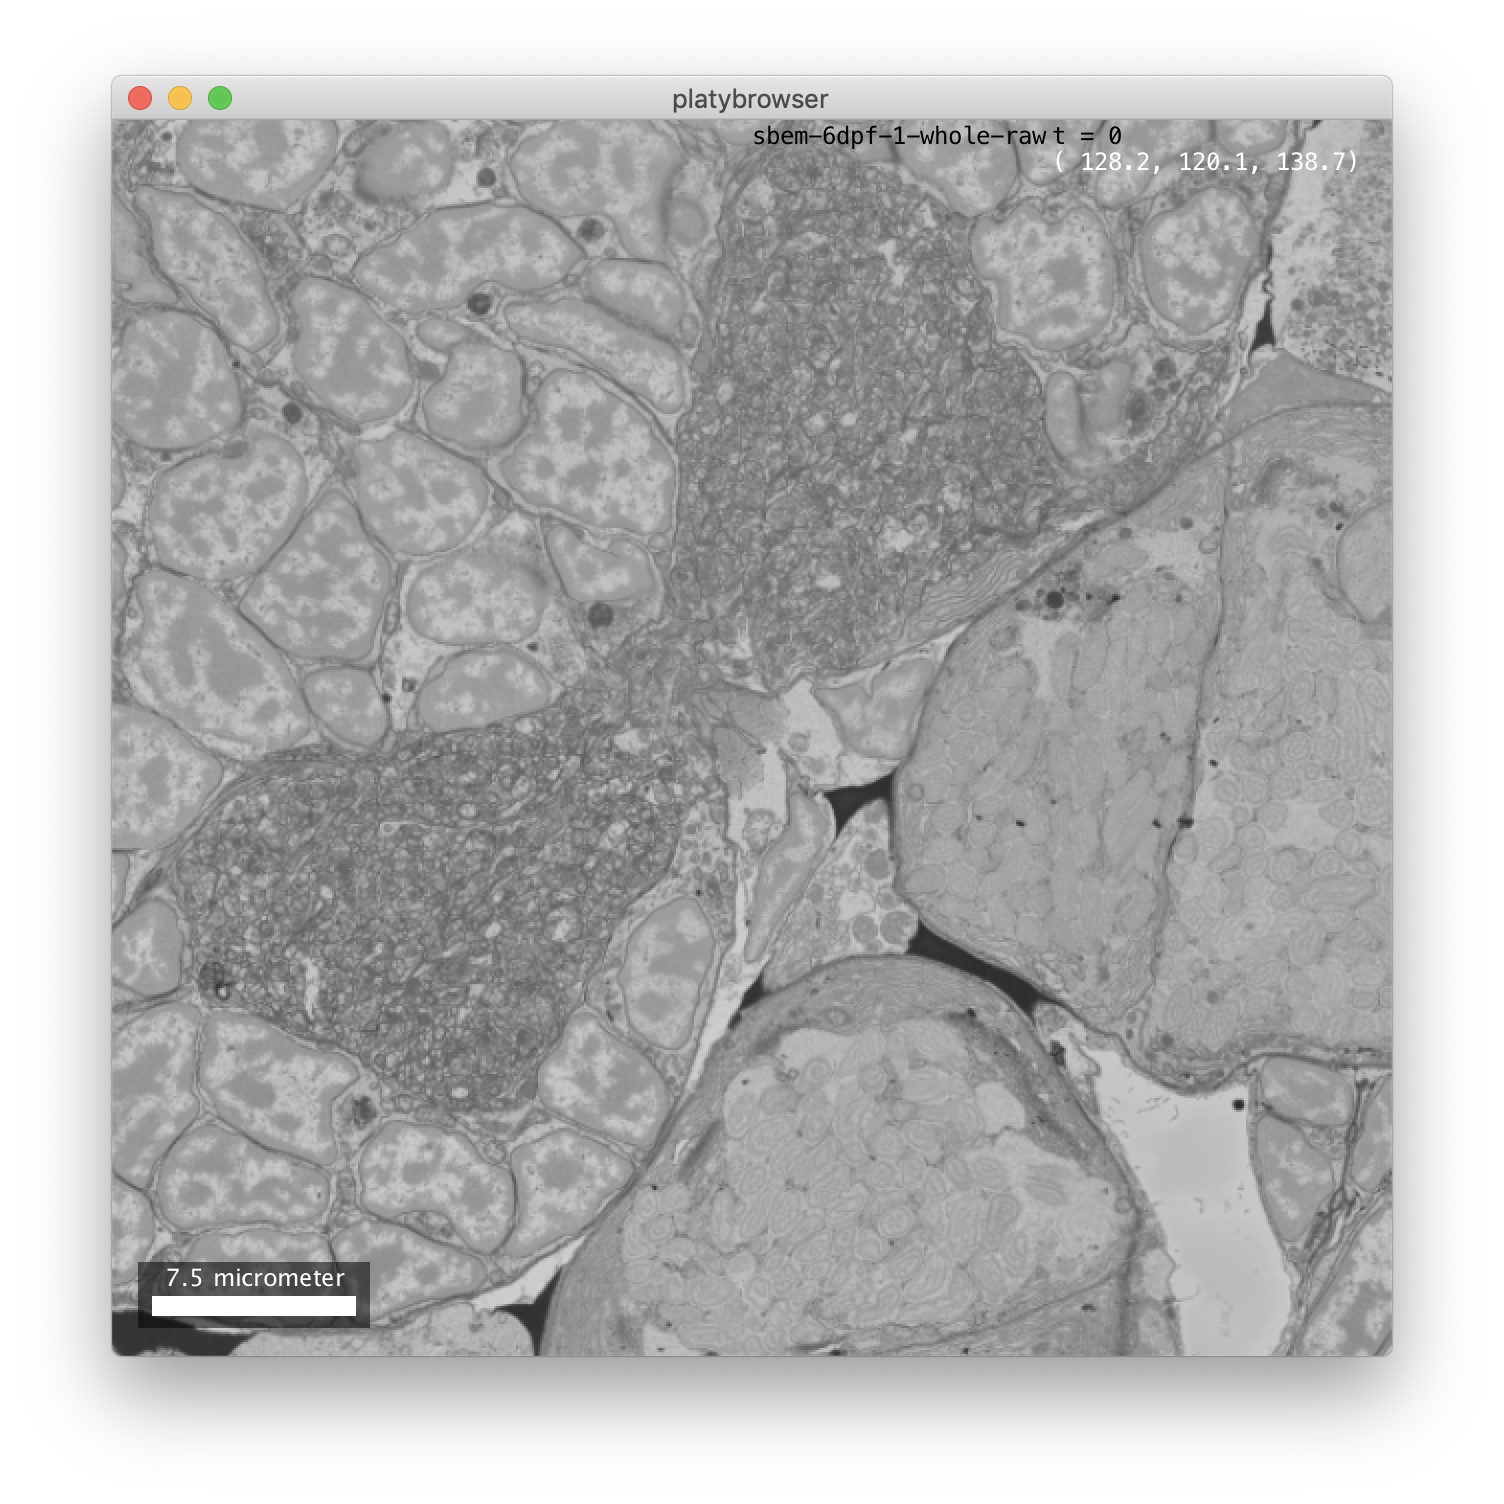 platybrowser
sbem-6dpf-1-whole-raw t = 0
( 128.2, 120.1, 138.7)
7.5 micrometer